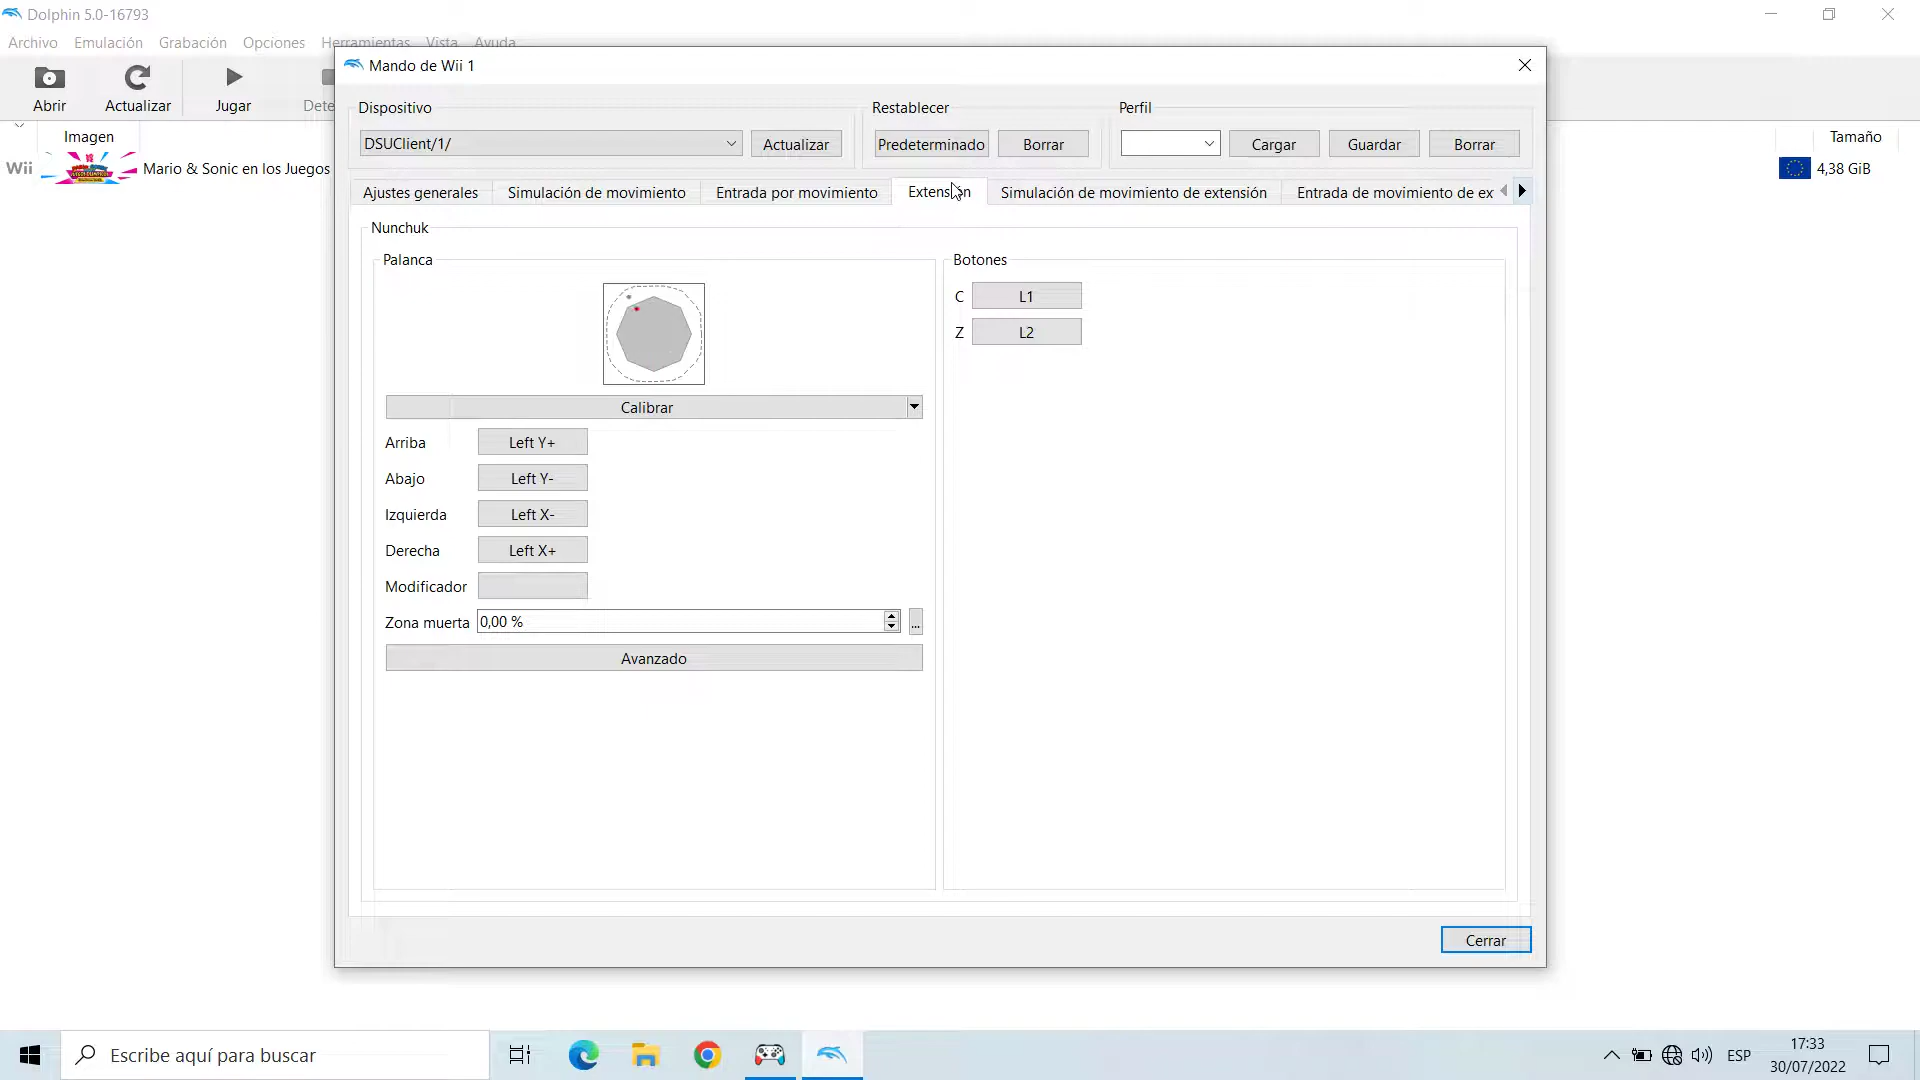 Dolphin 5.0-16793
Archivo Emulación Grabación Opciones Herramientas Vista Ayuda
Abrir Actualizar Jugar Dete
Imagen Tamaño
Wii Mario & Sonic en los Juegos 4,38 GiB
Mando de Wii 1
Dispositivo Restablecer Perfil
DSUClient/1/ Actualizar Predeterminado Borrar Cargar Guardar Borrar
Ajustes generales Simulación de movimiento Entrada por movimiento Extensión Simulación de movimiento de extensión Entrada de movimiento de ex
Nunchuk
Palanca Botones
C L1
Z L2
Calibrar
Arriba Left Y+
Abajo Left Y-
Izquierda Left X-
Derecha Left X+
Modificador
Zona muerta 0,00 % ...
Avanzado
Cerrar
Escribe aquí para buscar ESP 17:33
30/07/2022